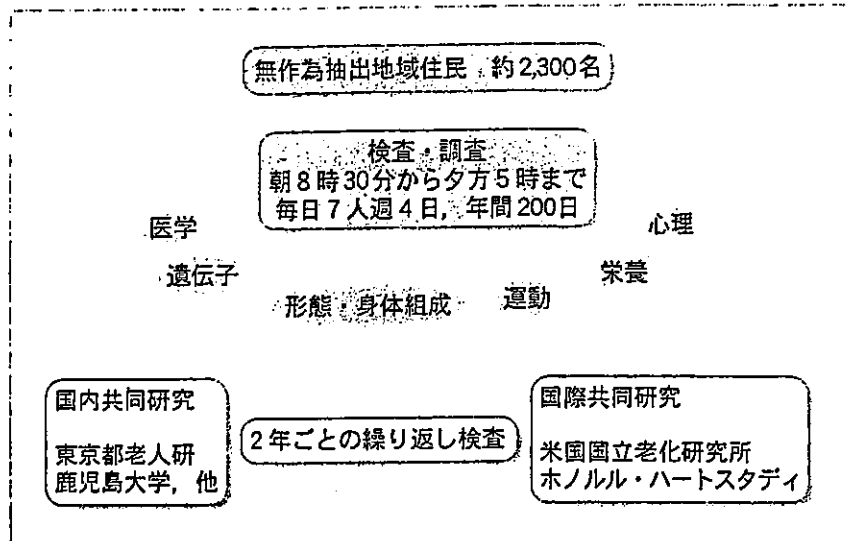 無作為抽出地域住民 約2,300名
検査・調査
朝8時30分から夕方5時まで
毎日7人週4日, 年間200日
医学
心理
遺伝子
栄養
形態・身体組成
運動
国内共同研究
東京都老人研
鹿児島大学, 他
2年ごとの繰り返し検査
国際共同研究
米国国立老化研究所
ホノルル・ハートスタディ